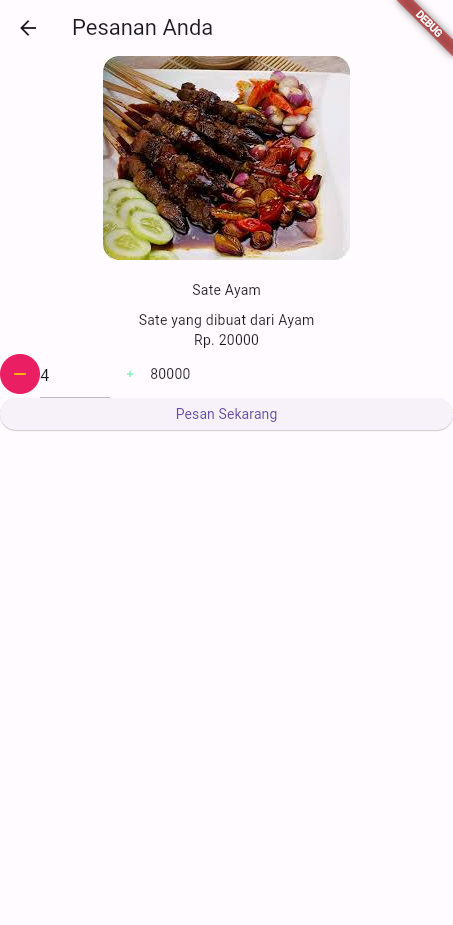 Pesanan Anda
DEBUG
Sate Ayam
Sate yang dibuat dari Ayam
Rp. 20000
4 + 80000
Pesan Sekarang